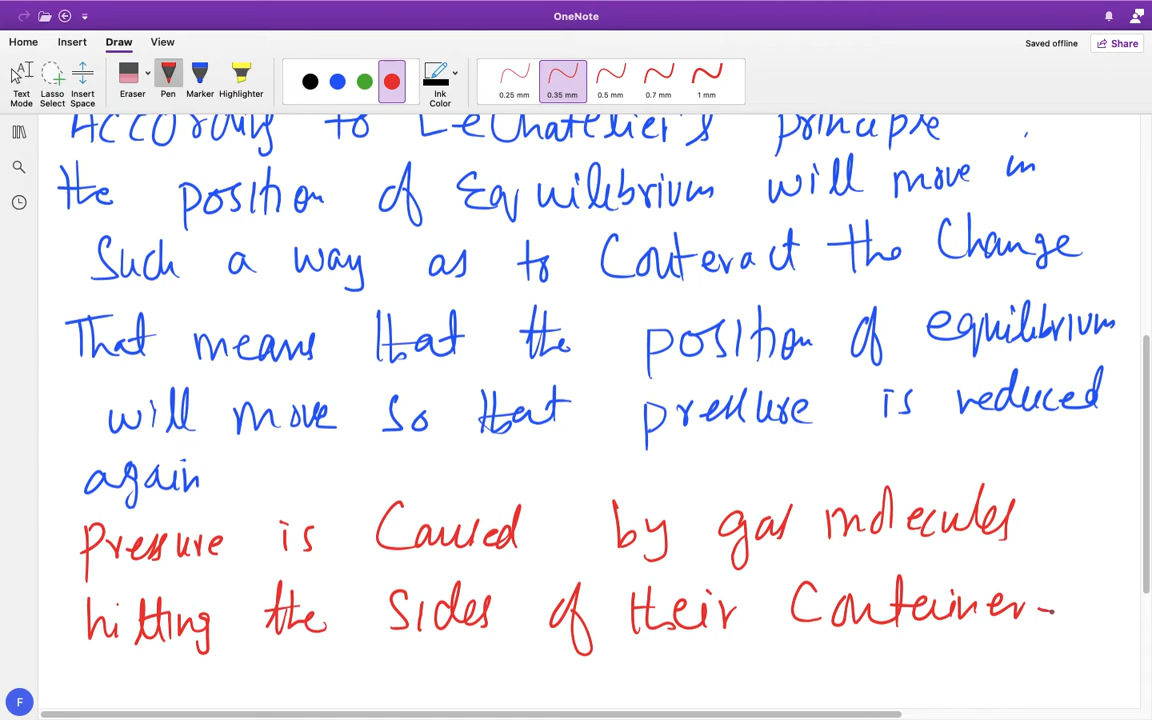 OneNote
Home Insert Draw View
Saved offline
Share
Text Mode
Lasso Select
Insert Space
Eraser
Pen
Marker
Highlighter
Ink Color
0.25 mm
0.35 mm
0.5 mm
0.7 mm
1 mm
According to LeChatelier's principle,
the position of Equilibrium will move in
Such a way as to Conteract the Change
That means that the position of equilibrium
will move so that pressure is reduced
again
Pressure is Caused by gas molecules
hitting the Sides of their Container-
F